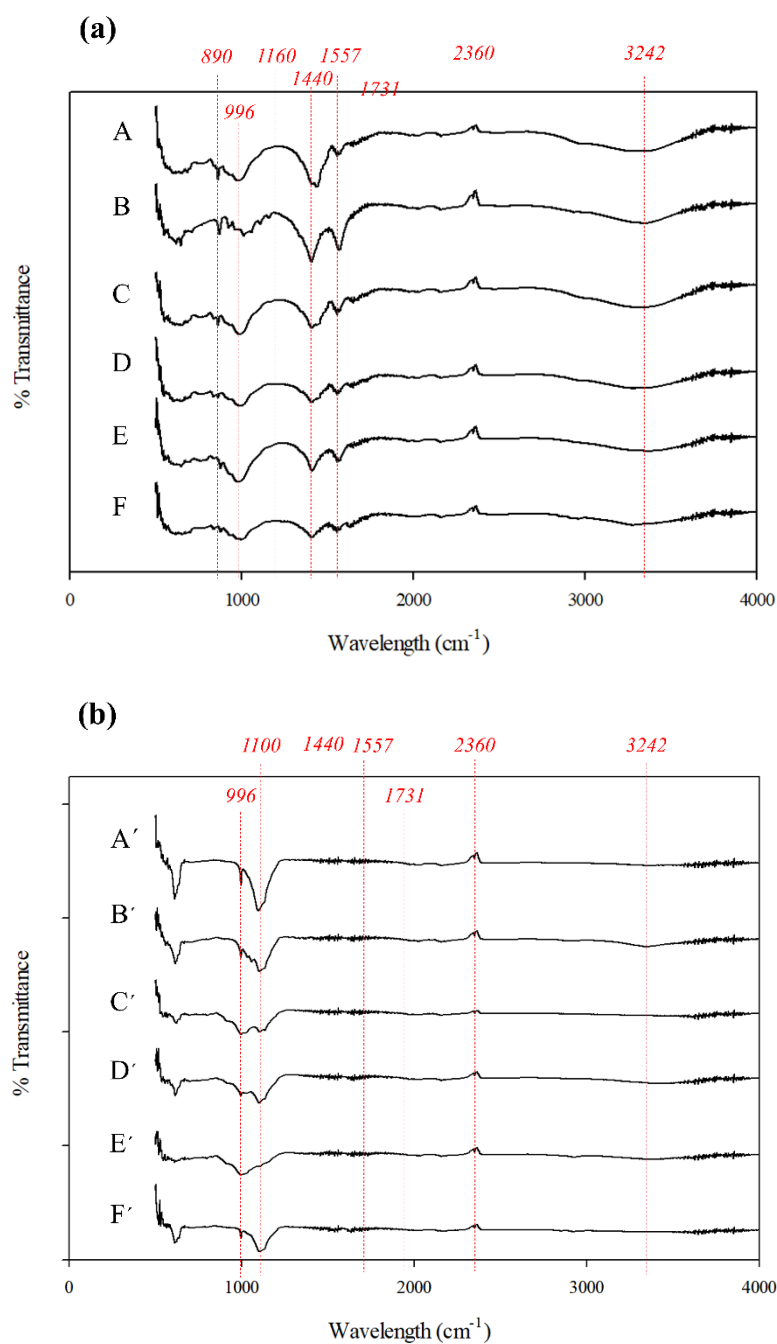 (a)
890 1160 1557 2360 3242
1440 1731
996
A
B
C
D
E
F
% Transmittance
0 1000 2000 3000 4000
Wavelength (cm-1)
(b)
1100 1440 1557 2360 3242
996 1731
A´
B´
C´
D´
E´
F´
% Transmittance
0 1000 2000 3000 4000
Wavelength (cm-1)